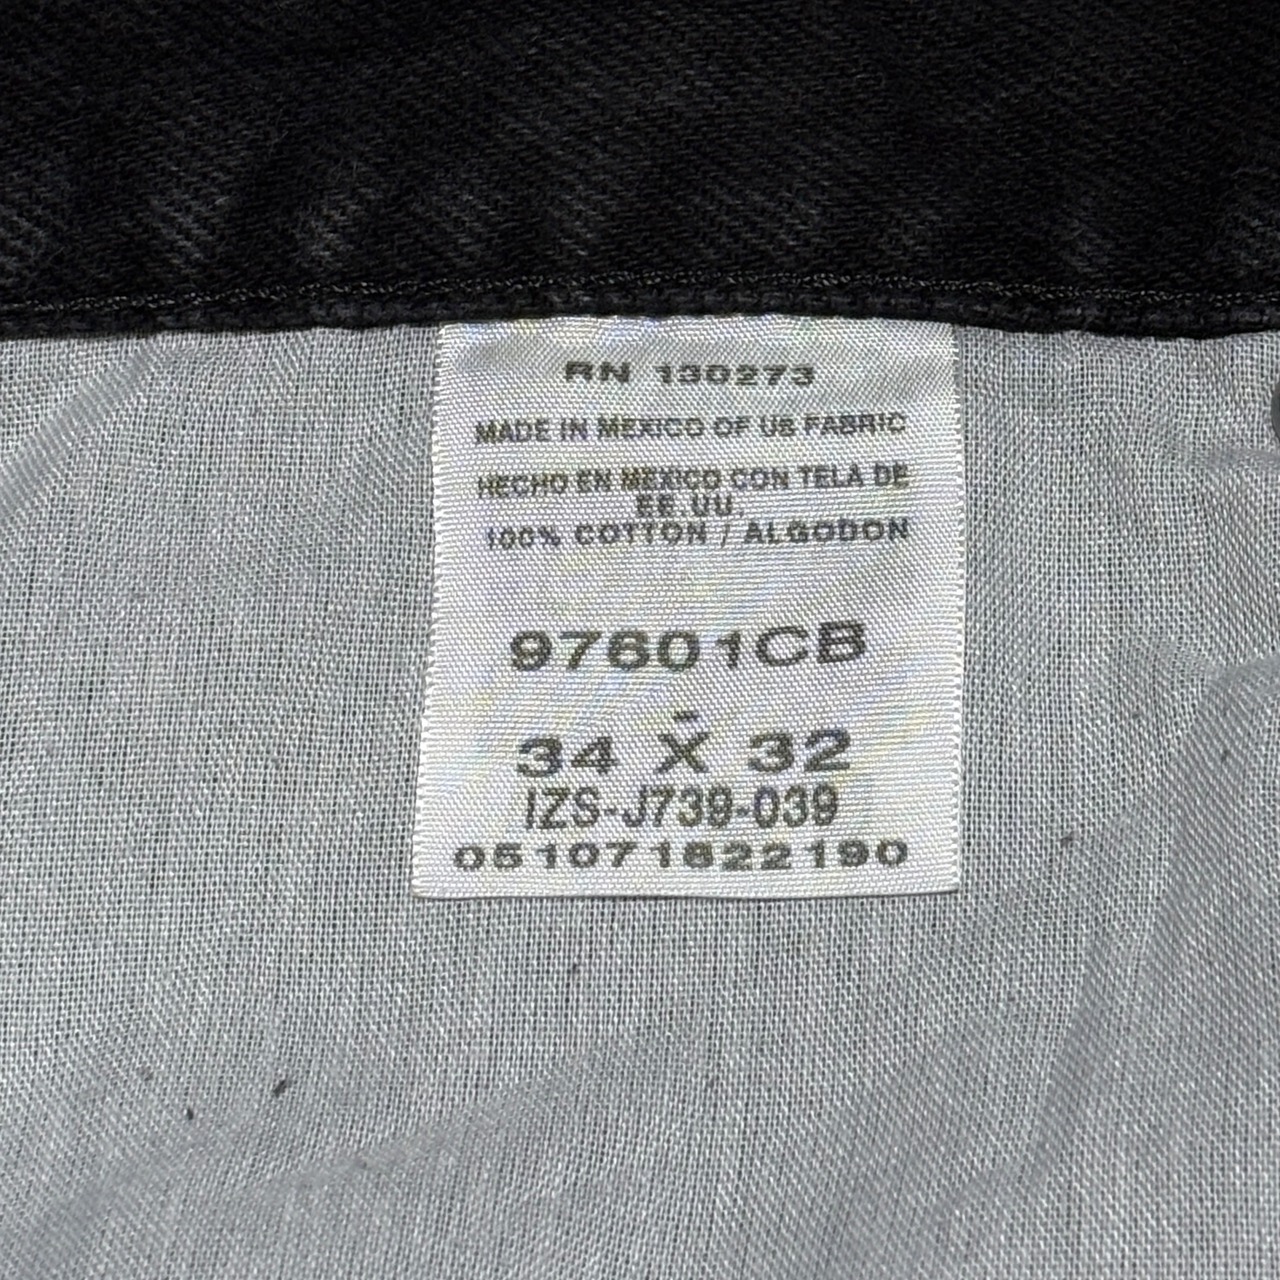 RN 130273
MADE IN MEXICO OF US FABRIC
HECHO EN MEXICO CON TELA DE
EE.UU.
100% COTTON / ALGODON
97601CB
-
34 X 32
IZS-J739-039
051071822190